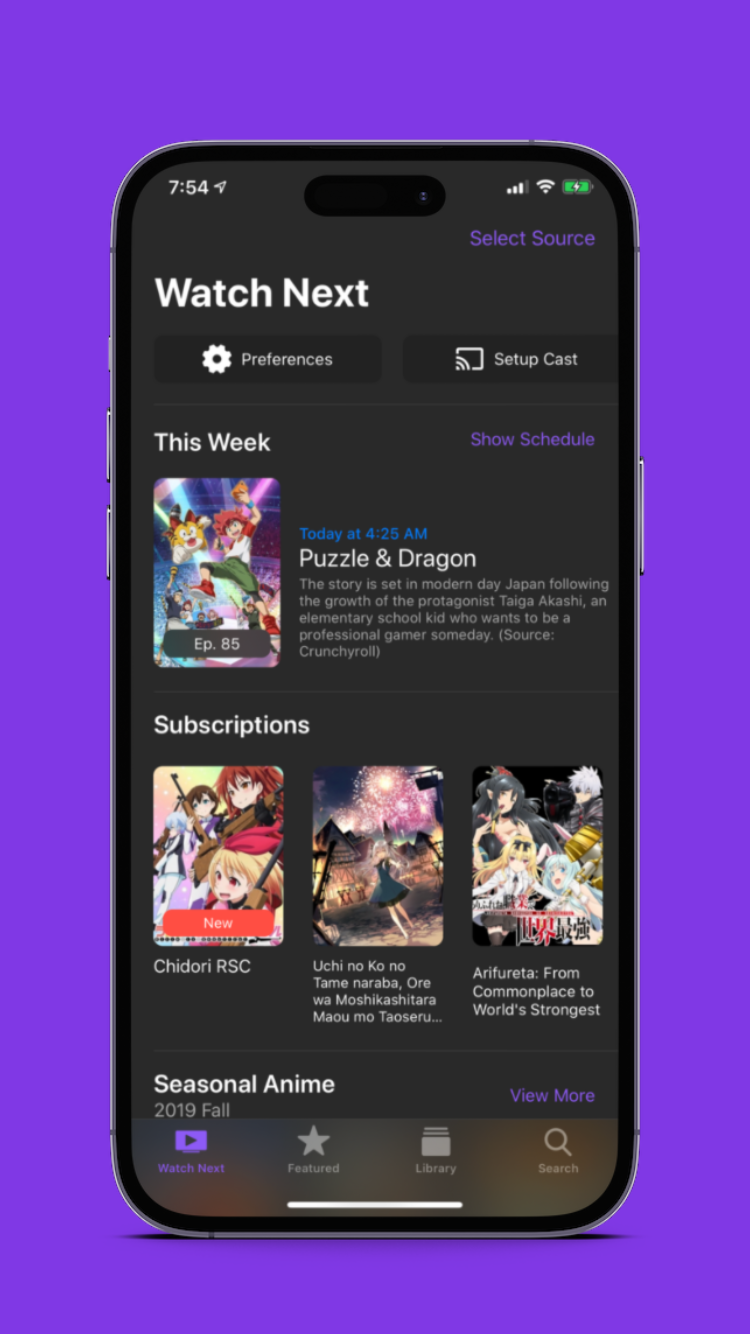 7:54
Select Source
Watch Next
Preferences
Setup Cast
This Week
Show Schedule
Today at 4:25 AM
Puzzle & Dragon
The story is set in modern day Japan following
the growth of the protagonist Taiga Akashi, an
elementary school kid who wants to be a
professional gamer someday. (Source:
Crunchyroll)
Ep. 85
Subscriptions
New
Chidori RSC
Uchi no Ko no
Tame naraba, Ore
wa Moshikashitara
Maou mo Taoseru...
世界最強
Arifureta: From
Commonplace to
World's Strongest
Seasonal Anime
2019 Fall
View More
Watch Next
Featured
Library
Search